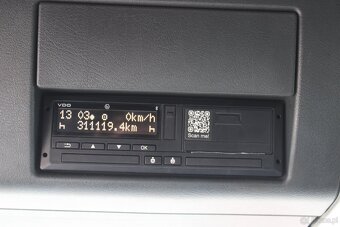 VDO
13 03 0km/h
h 311119.4km h
Scan me!
OK